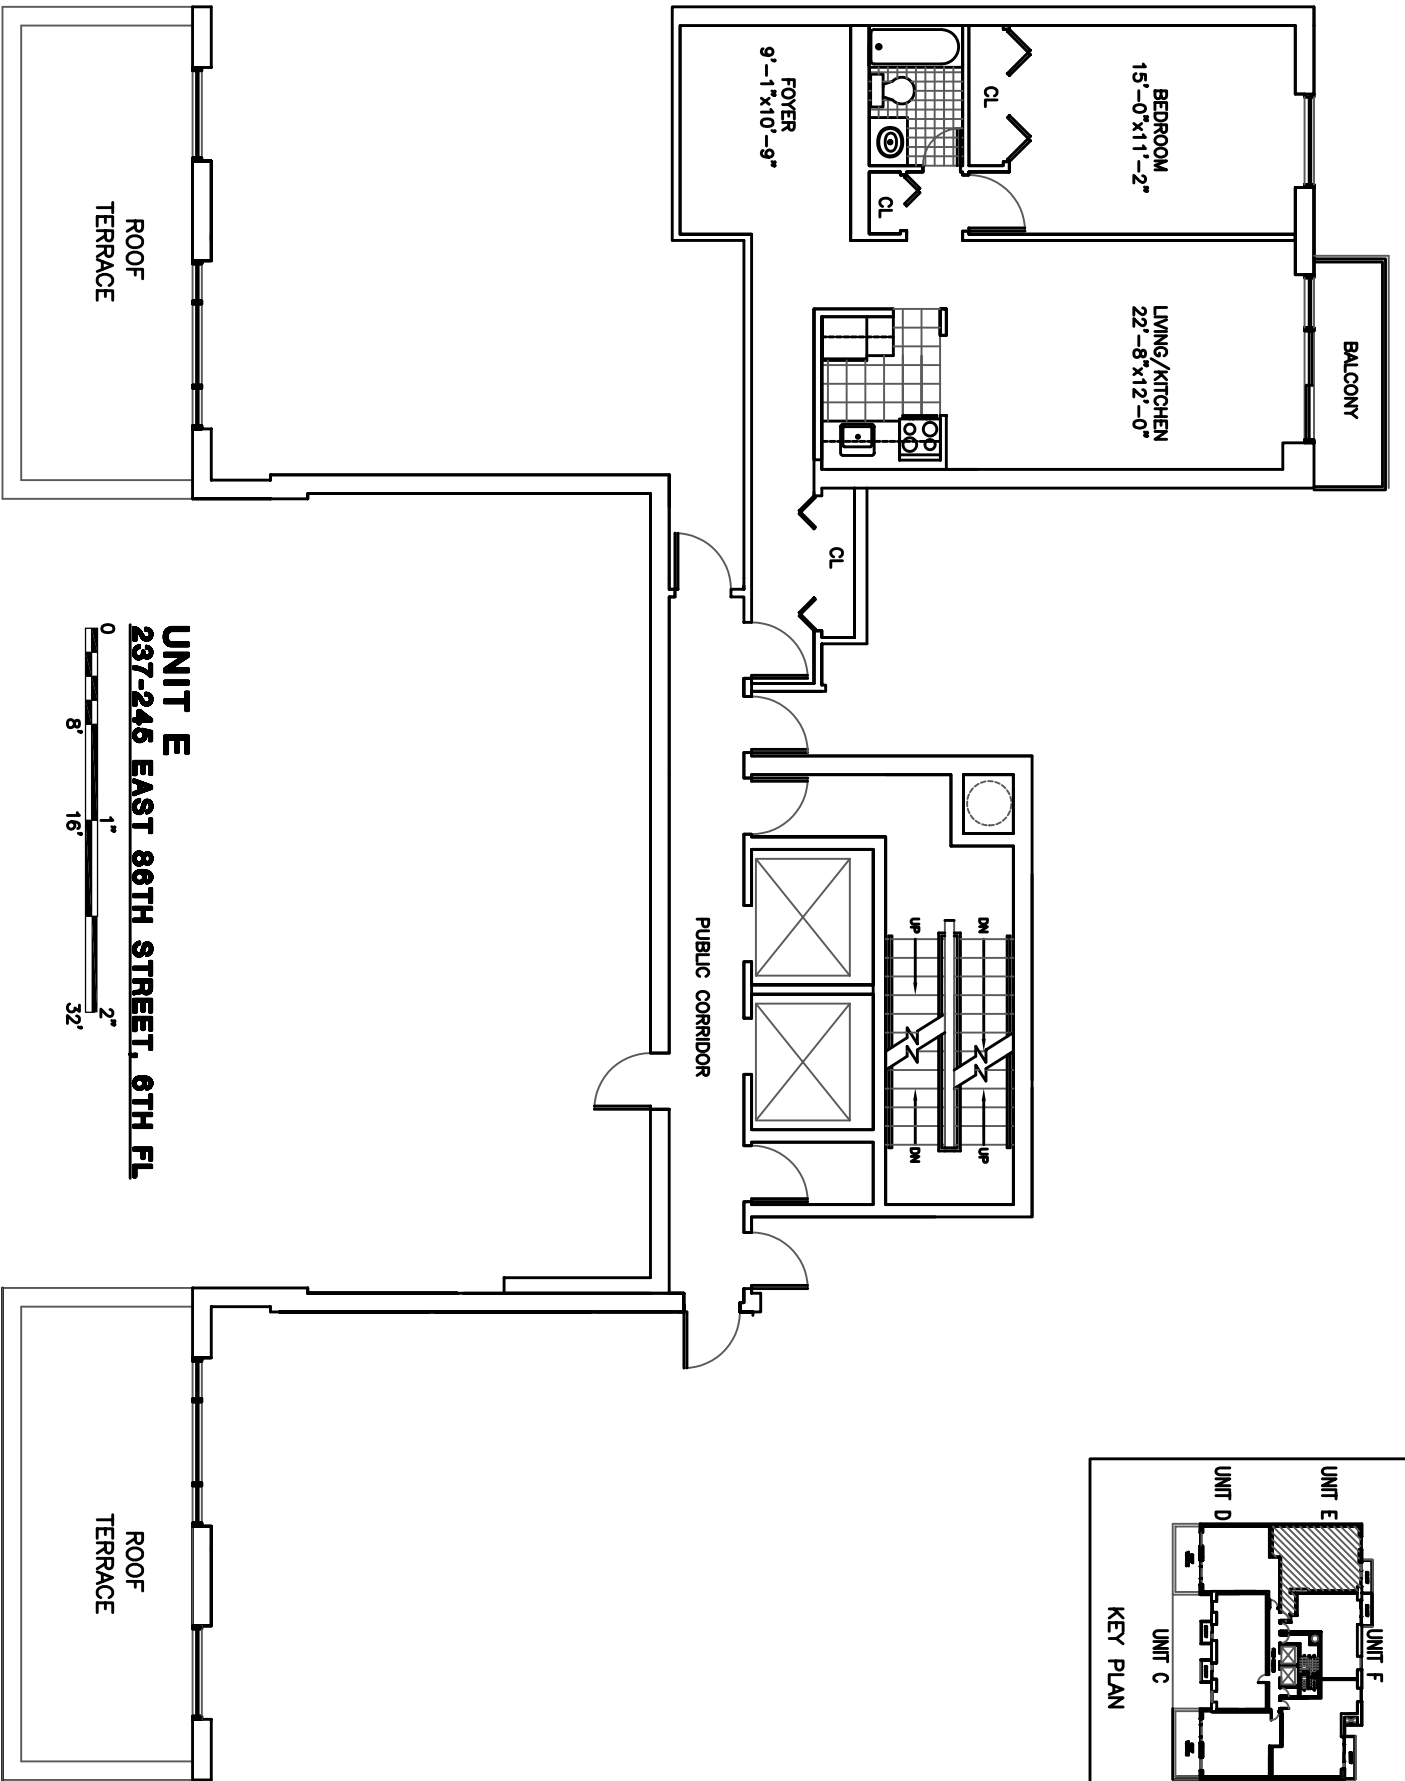 BEDROOM
15'-0"x11'-2"
CL
CL
FOYER
9'-1"x10'-9"
BALCONY
LIVING/KITCHEN
22'-8"x12'-0"
CL
ROOF
TERRACE
DN
UP
UP
DN
PUBLIC CORRIDOR
UNIT E
237-245 EAST 86TH STREET, 6TH FL
0
1"
2"
8'
16'
32'
ROOF
TERRACE
UNIT E
UNIT D
UNIT F
UNIT C
KEY PLAN